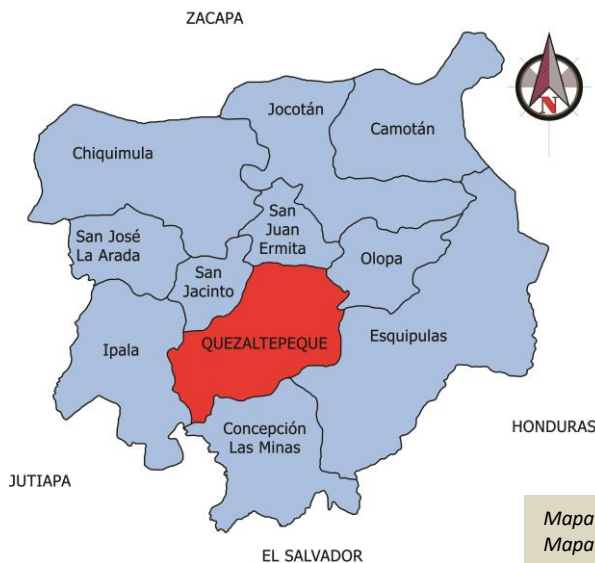 ZACAPA
Jocotán
Camotán
Chiquimula
N
San
Juan
Ermita
San José
La Arada
Olopa
San
Jacinto
Esquipulas
QUEZALTEPEQUE
Ipala
Concepción
Las Minas
HONDURAS
JUTIAPA
Mapa
Mapa
EL SALVADOR